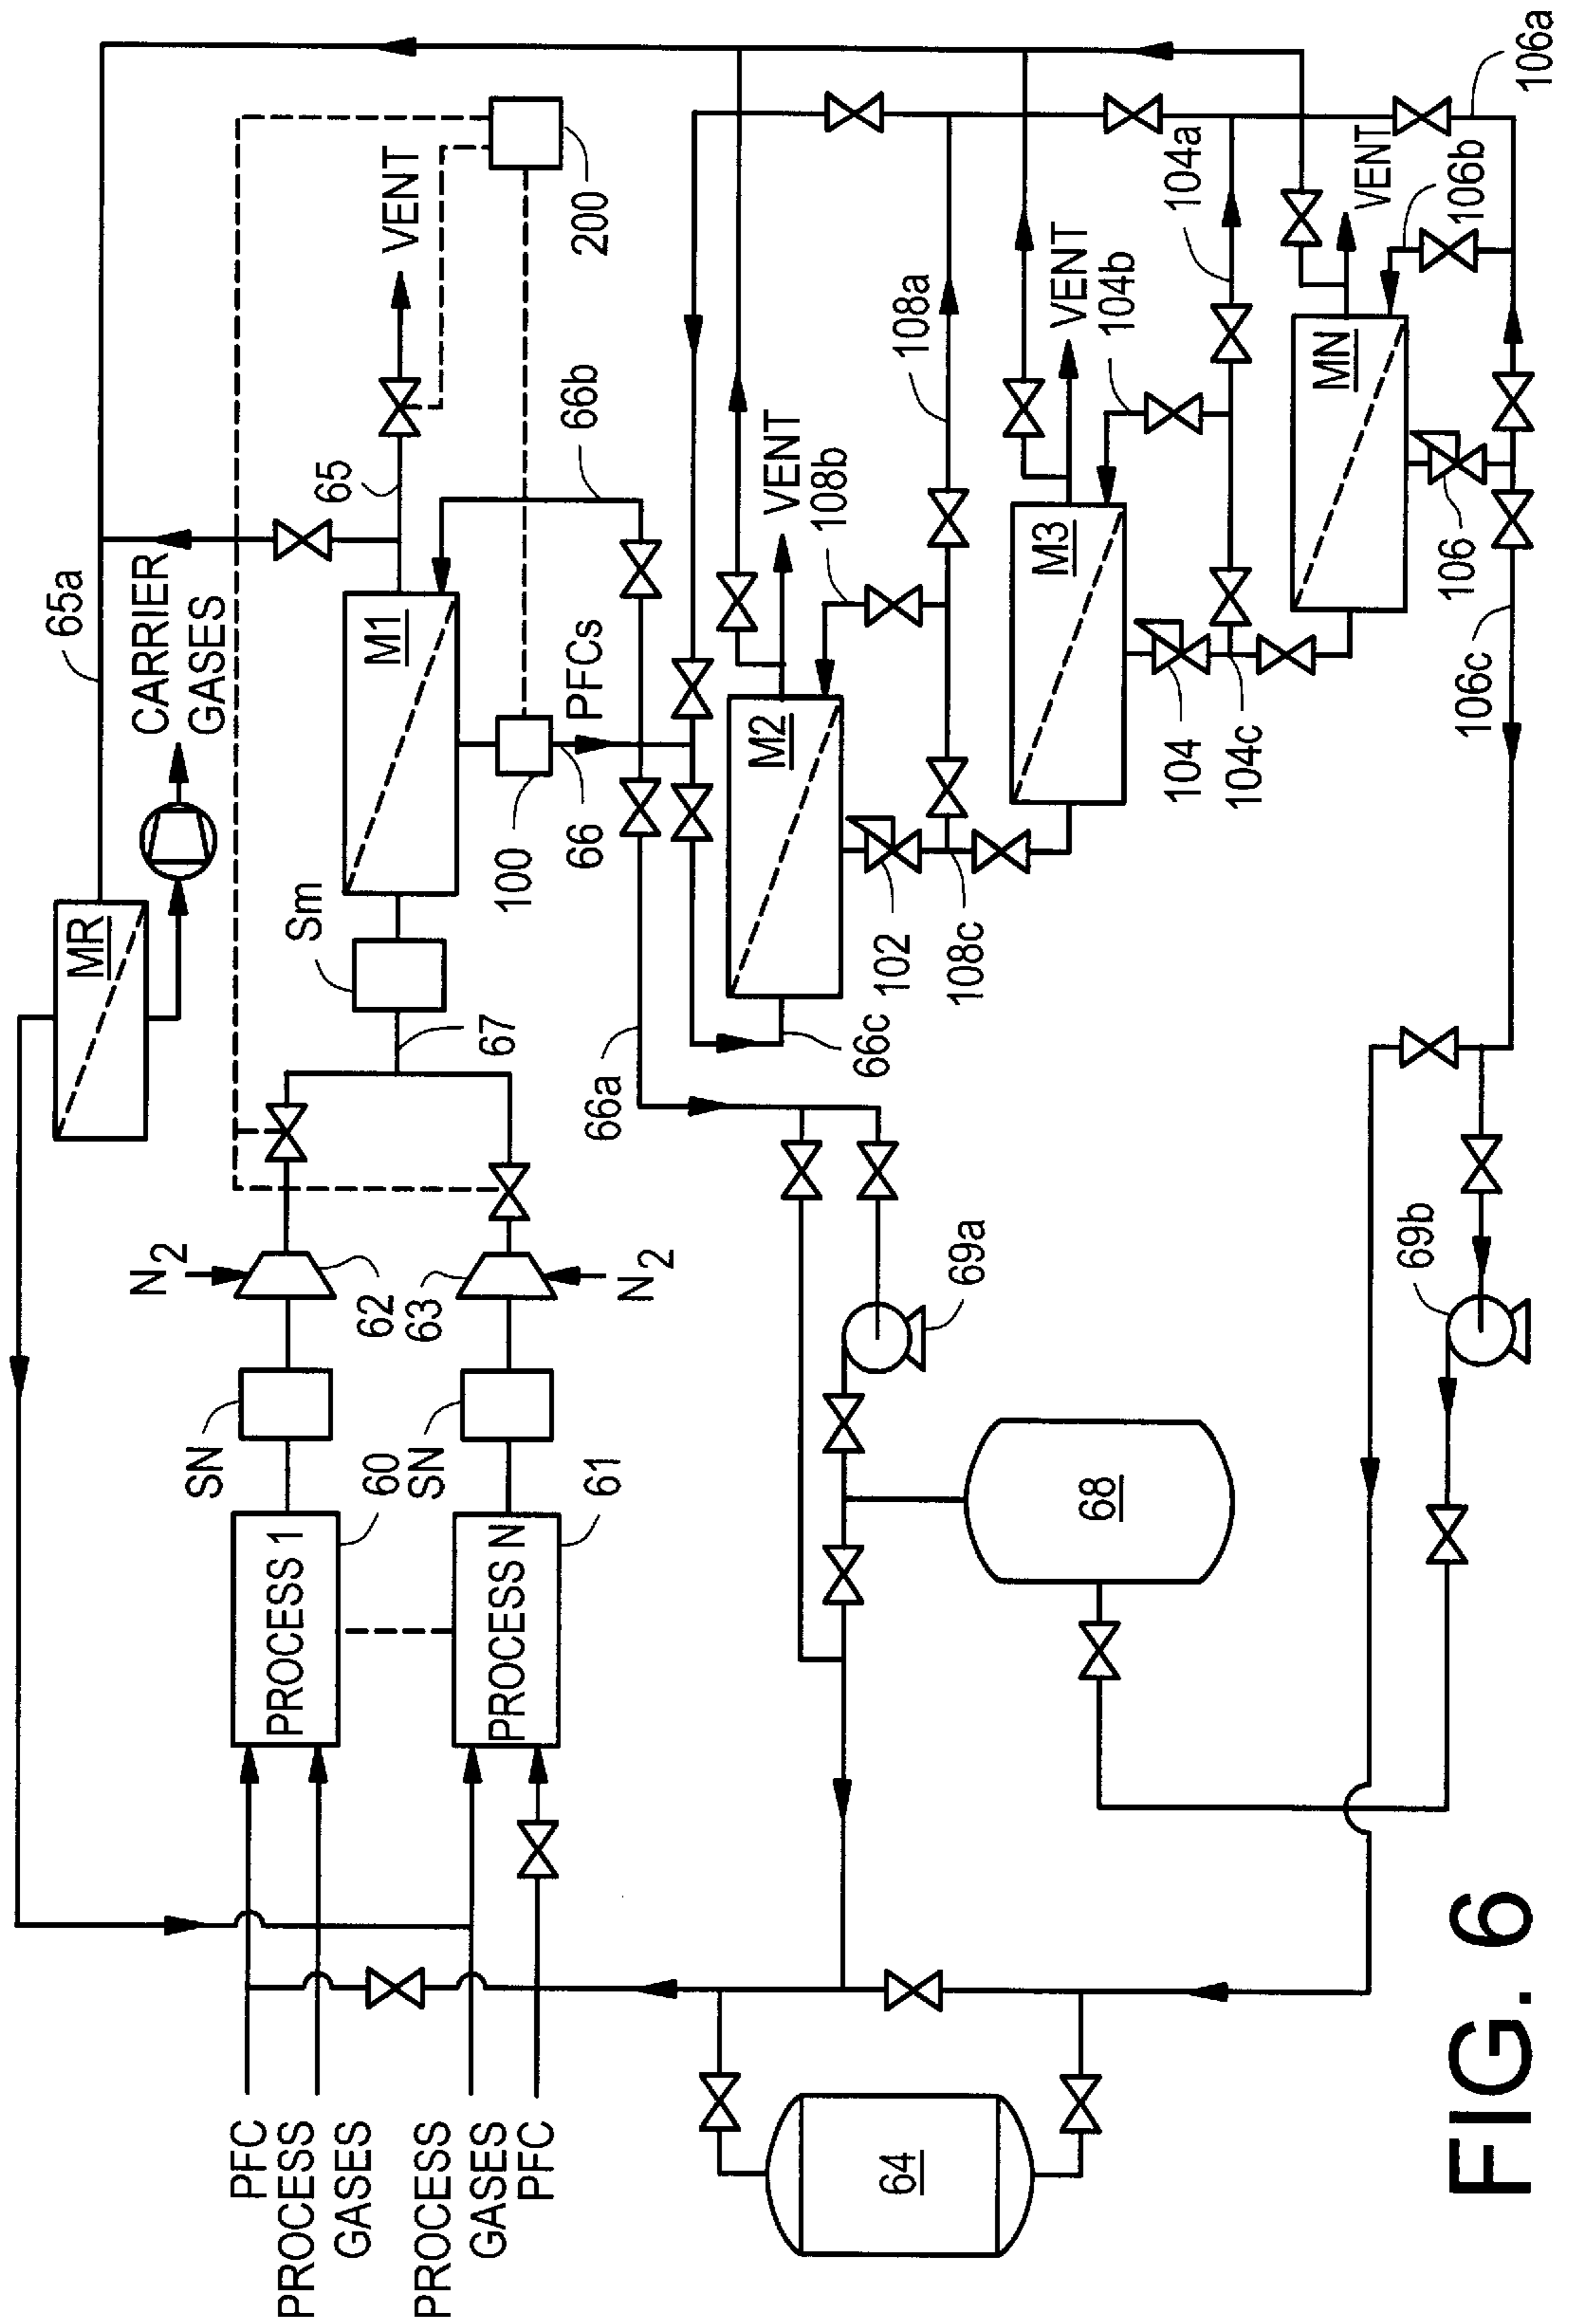 PFC
PROCESS
GASES
PROCESS
GASES
PFC
PROCESS 1
60
PROCESS N
61
SN
SN
N2
62
63
N2
67
Sm
MR
CARRIER
GASES
65a
M1
65
VENT
200
100
66
PFCs
66b
66a
66c
M2
VENT
108b
108a
102
108c
M3
VENT
104b
104a
104
104c
MN
VENT
106b
106a
106
106c
69a
69b
68
64
FIG. 6